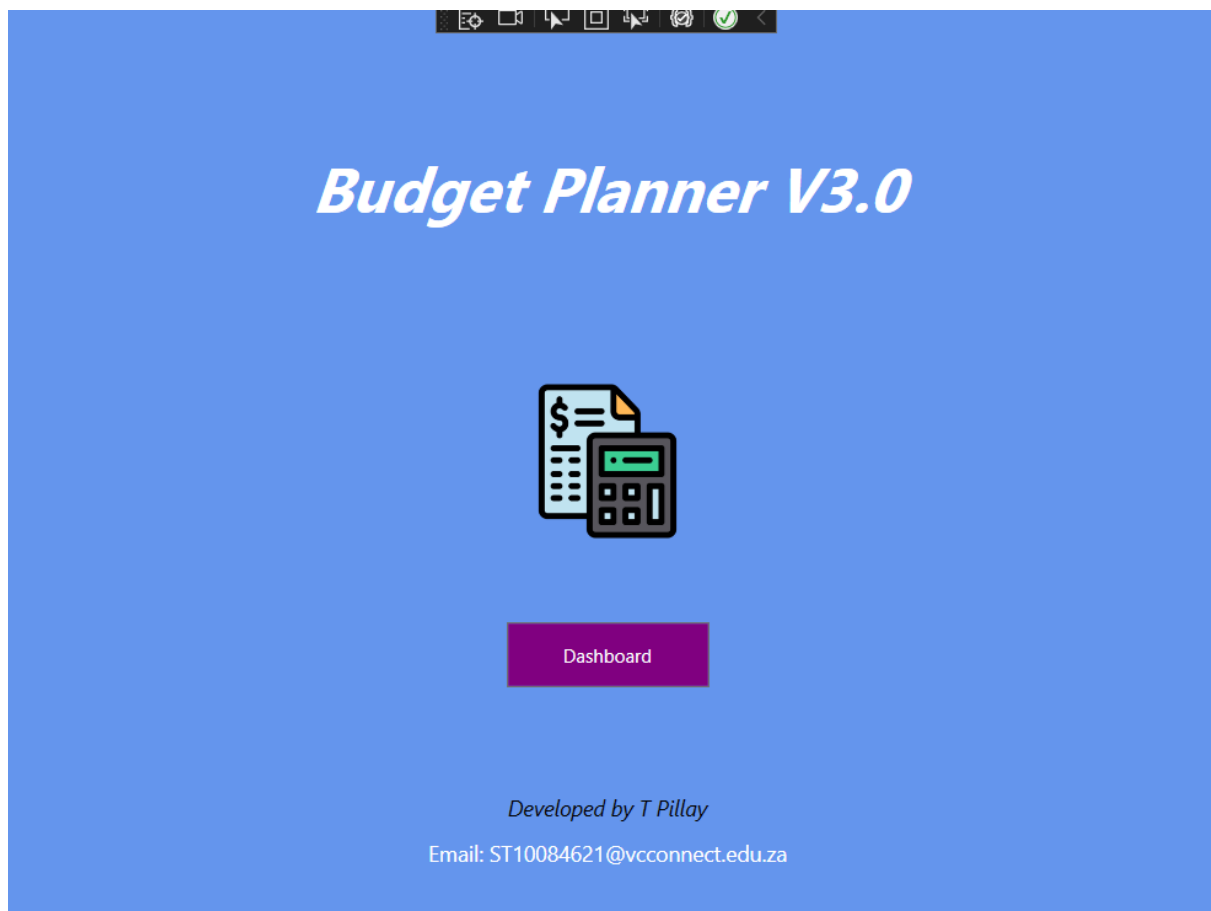 Budget Planner V3.0
$
Dashboard
Developed by T Pillay
Email: ST10084621@vcconnect.edu.za